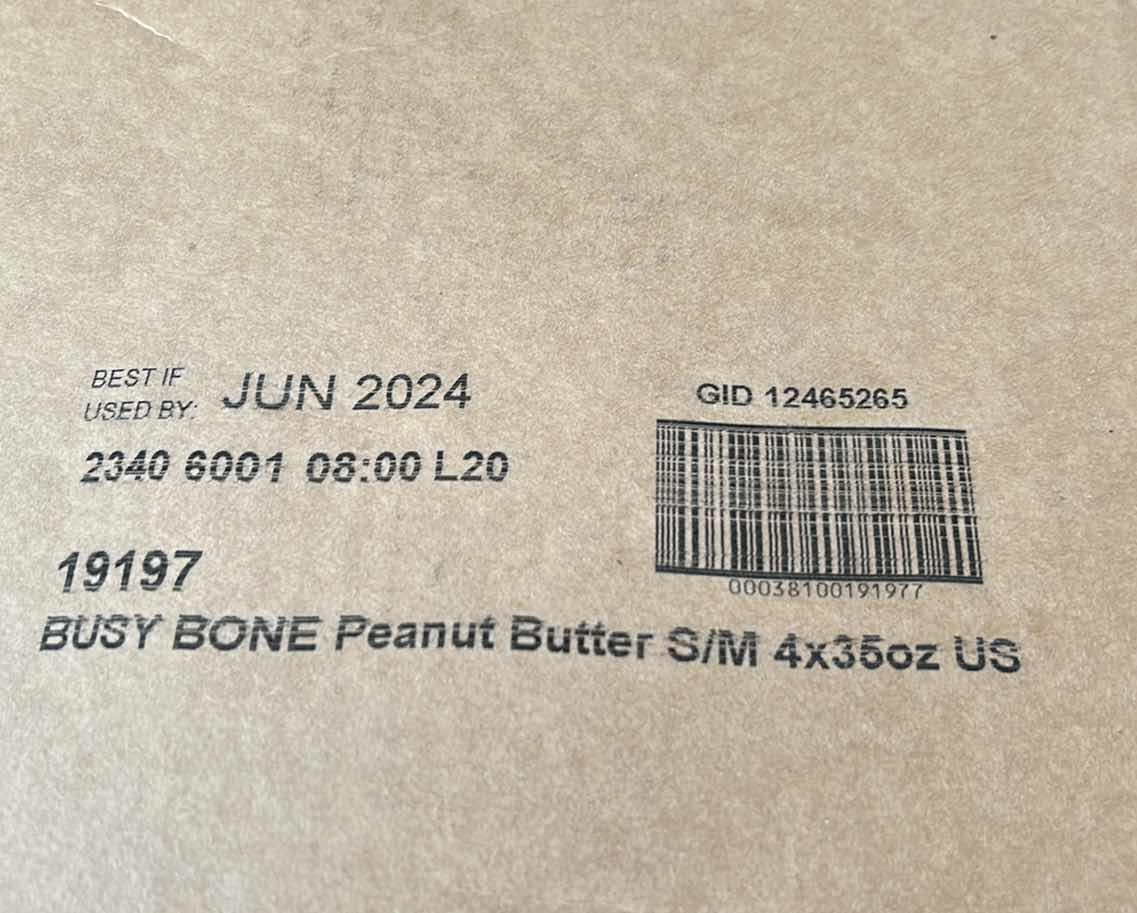 BEST IF
USED BY: JUN 2024
2340 6001 08:00 L20
GID 12465265
00038100191977
19197
BUSY BONE Peanut Butter S/M 4x35oz US